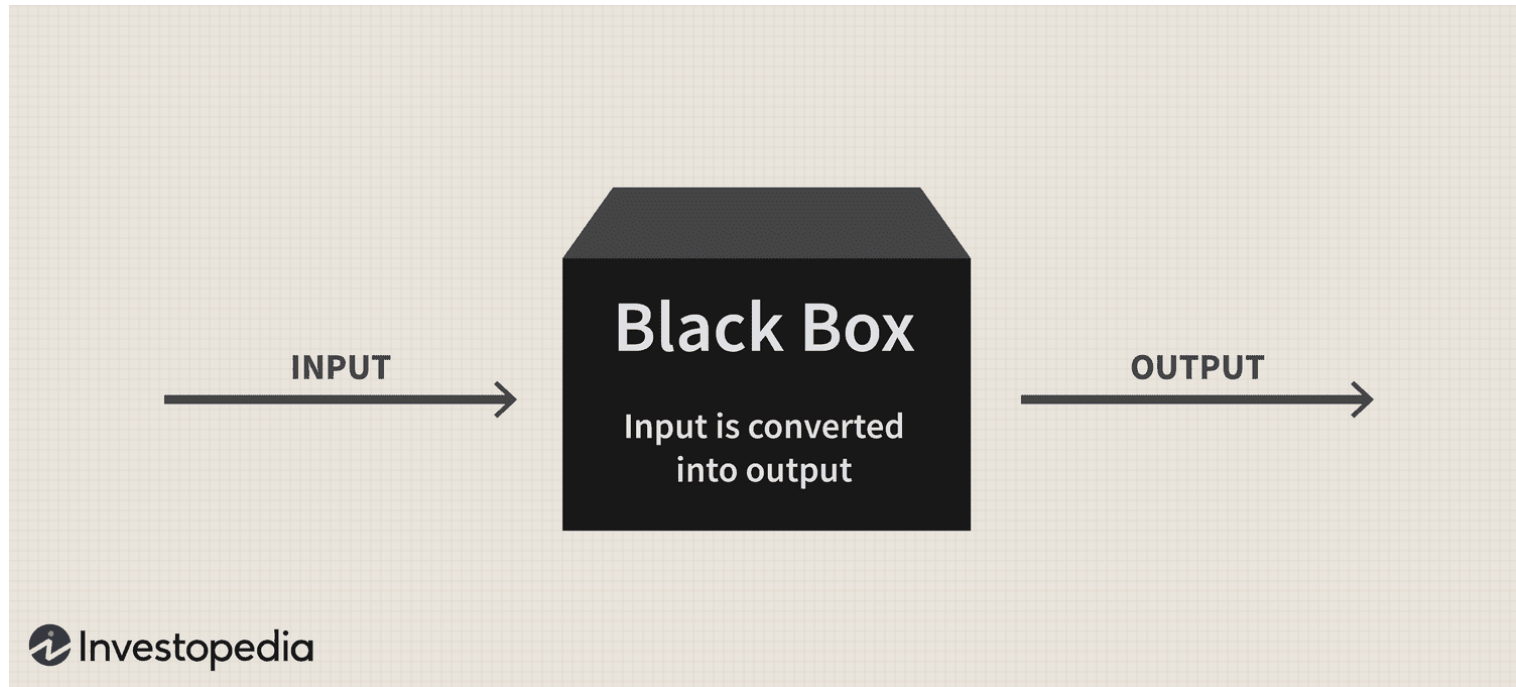 Black Box
INPUT
OUTPUT
Input is converted
into output
Investopedia